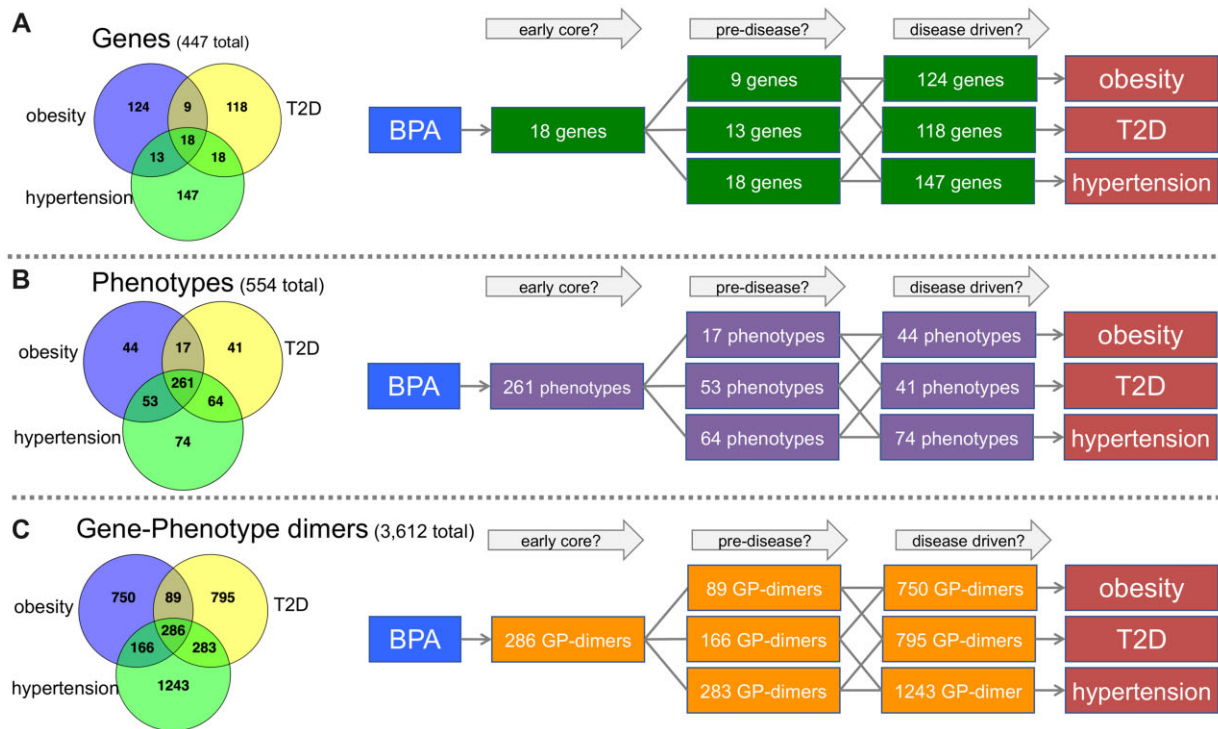 A
Genes (447 total)
early core?
pre-disease?
disease driven?
obesity
T2D
hypertension
124
9
118
18
13
18
147
BPA
18 genes
9 genes
13 genes
18 genes
124 genes
118 genes
147 genes
obesity
T2D
hypertension
B
Phenotypes (554 total)
early core?
pre-disease?
disease driven?
obesity
T2D
hypertension
44
17
41
261
53
64
74
BPA
261 phenotypes
17 phenotypes
53 phenotypes
64 phenotypes
44 phenotypes
41 phenotypes
74 phenotypes
obesity
T2D
hypertension
C
Gene-Phenotype dimers (3,612 total)
early core?
pre-disease?
disease driven?
obesity
T2D
hypertension
750
89
795
286
166
283
1243
BPA
286 GP-dimers
89 GP-dimers
166 GP-dimers
283 GP-dimers
750 GP-dimers
795 GP-dimers
1243 GP-dimer
obesity
T2D
hypertension